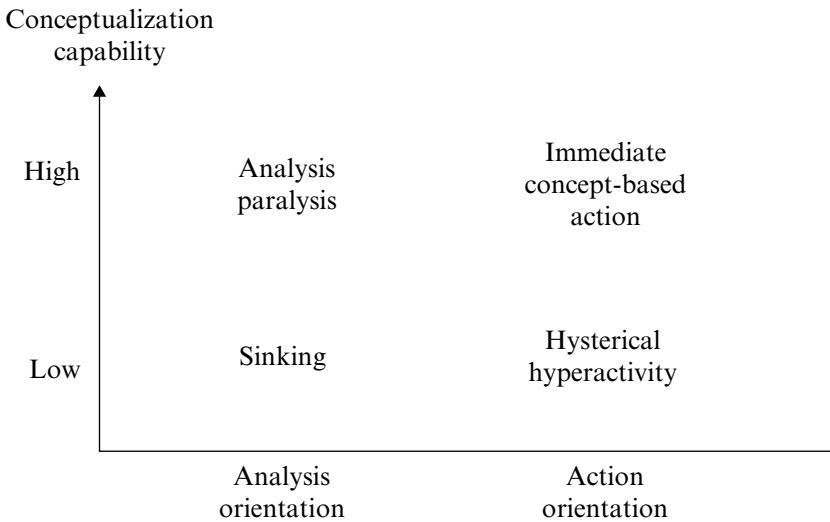 Conceptualization
capability
High
Analysis
paralysis
Immediate
concept-based
action
Low
Sinking
Hysterical
hyperactivity
Analysis
orientation
Action
orientation